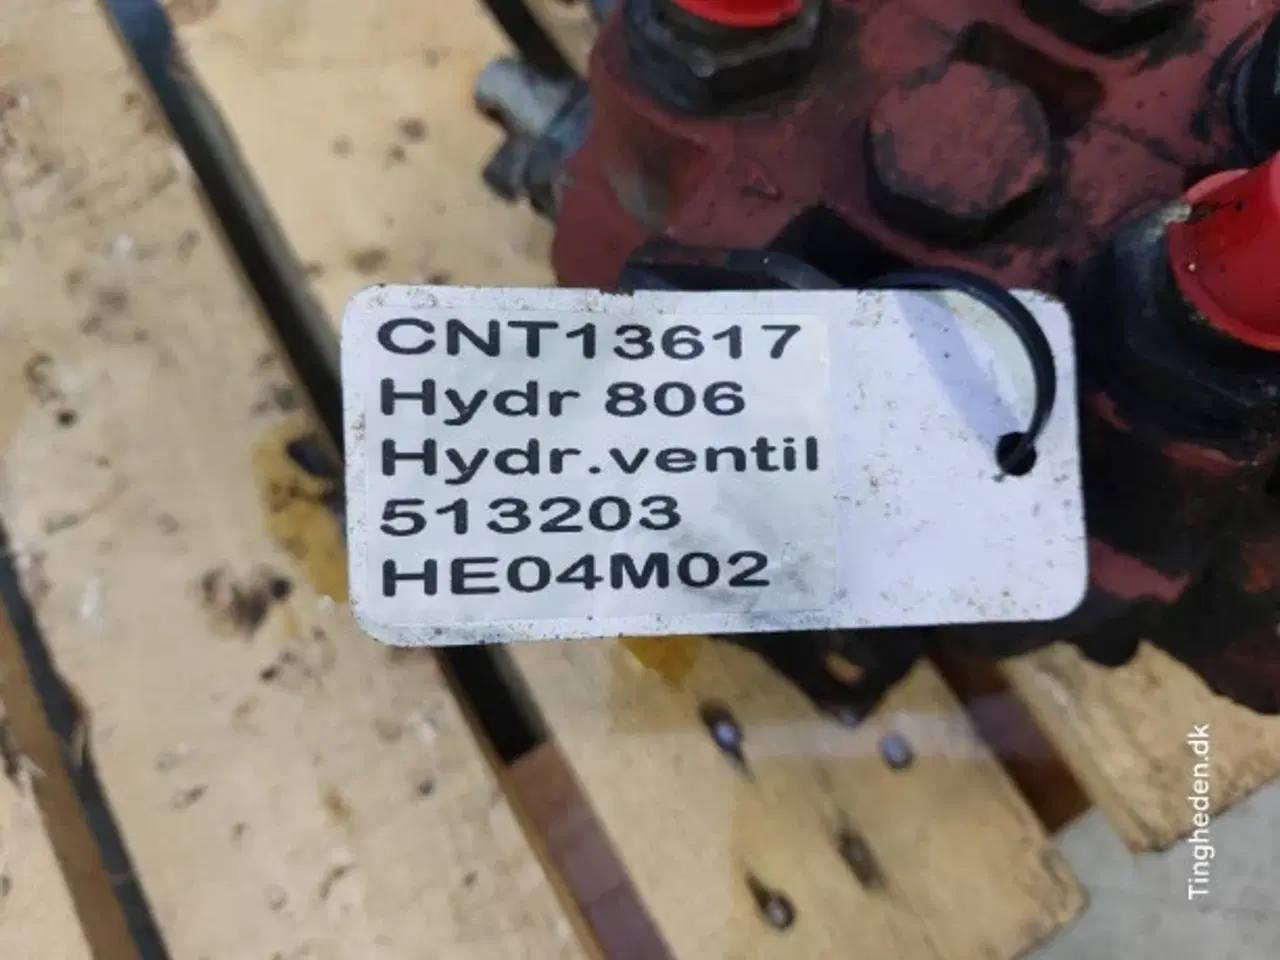 CNT13617
Hydr 806
Hydr.ventil
513203
HE04M02
Tingheden.dk